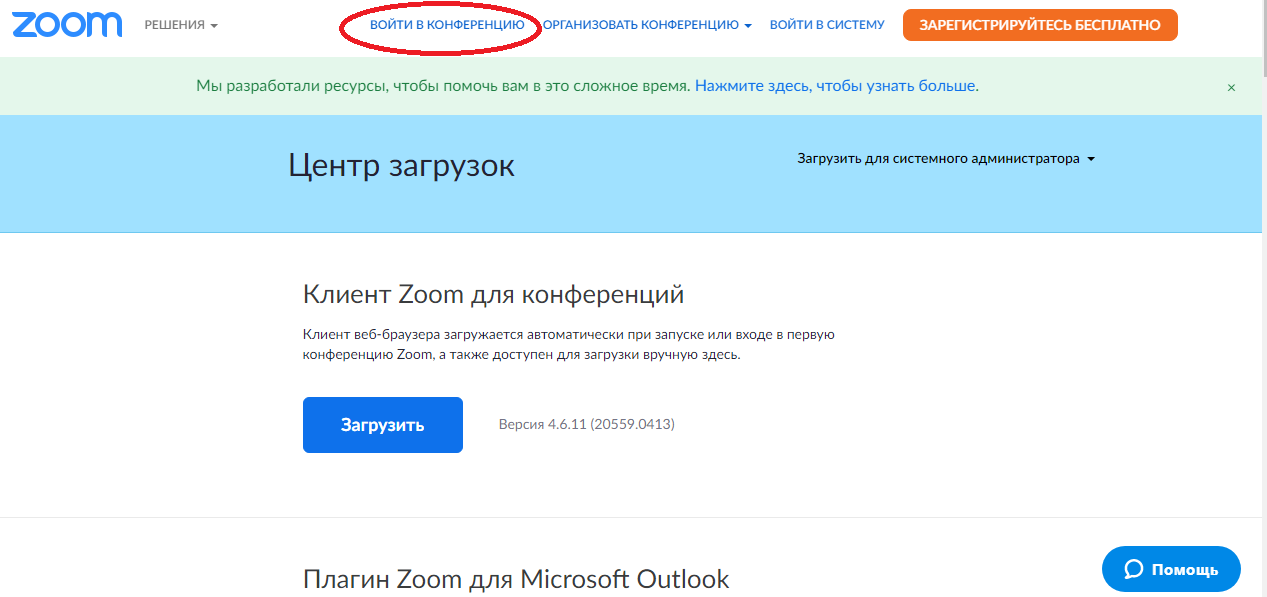 zoom РЕШЕНИЯ ВОЙТИ В КОНФЕРЕНЦИЮ ОРГАНИЗОВАТЬ КОНФЕРЕНЦИЮ ВОЙТИ В СИСТЕМУ ЗАРЕГИСТРИРУЙТЕСЬ БЕСПЛАТНО
Мы разработали ресурсы, чтобы помочь вам в это сложное время. Нажмите здесь, чтобы узнать больше. ×
Центр загрузок Загрузить для системного администратора
Клиент Zoom для конференций
Клиент веб-браузера загружается автоматически при запуске или входе в первую
конференцию Zoom, а также доступен для загрузки вручную здесь.
Загрузить Версия 4.6.11 (20559.0413)
Плагин Zoom для Microsoft Outlook
Помощь